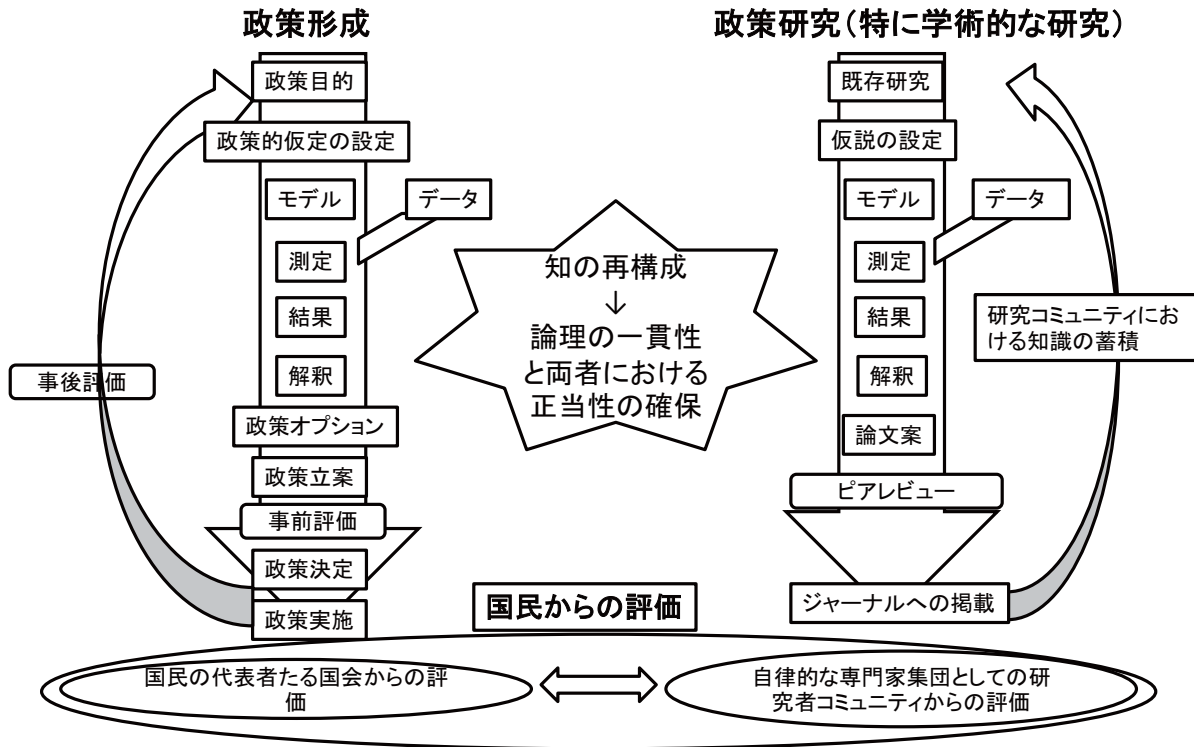 政策形成
政策目的
政策的仮定の設定
モデル
データ
測定
結果
解釈
政策オプション
政策立案
事前評価
政策決定
政策実施
事後評価
知の再構成
↓
論理の一貫性
と両者における
正当性の確保
政策研究(特に学術的な研究)
既存研究
仮説の設定
モデル
データ
測定
結果
解釈
論文案
ピアレビュー
ジャーナルへの掲載
研究コミュニティにお
ける知識の蓄積
国民からの評価
国民の代表者たる国会からの評
価
自律的な専門家集団としての研
究者コミュニティからの評価